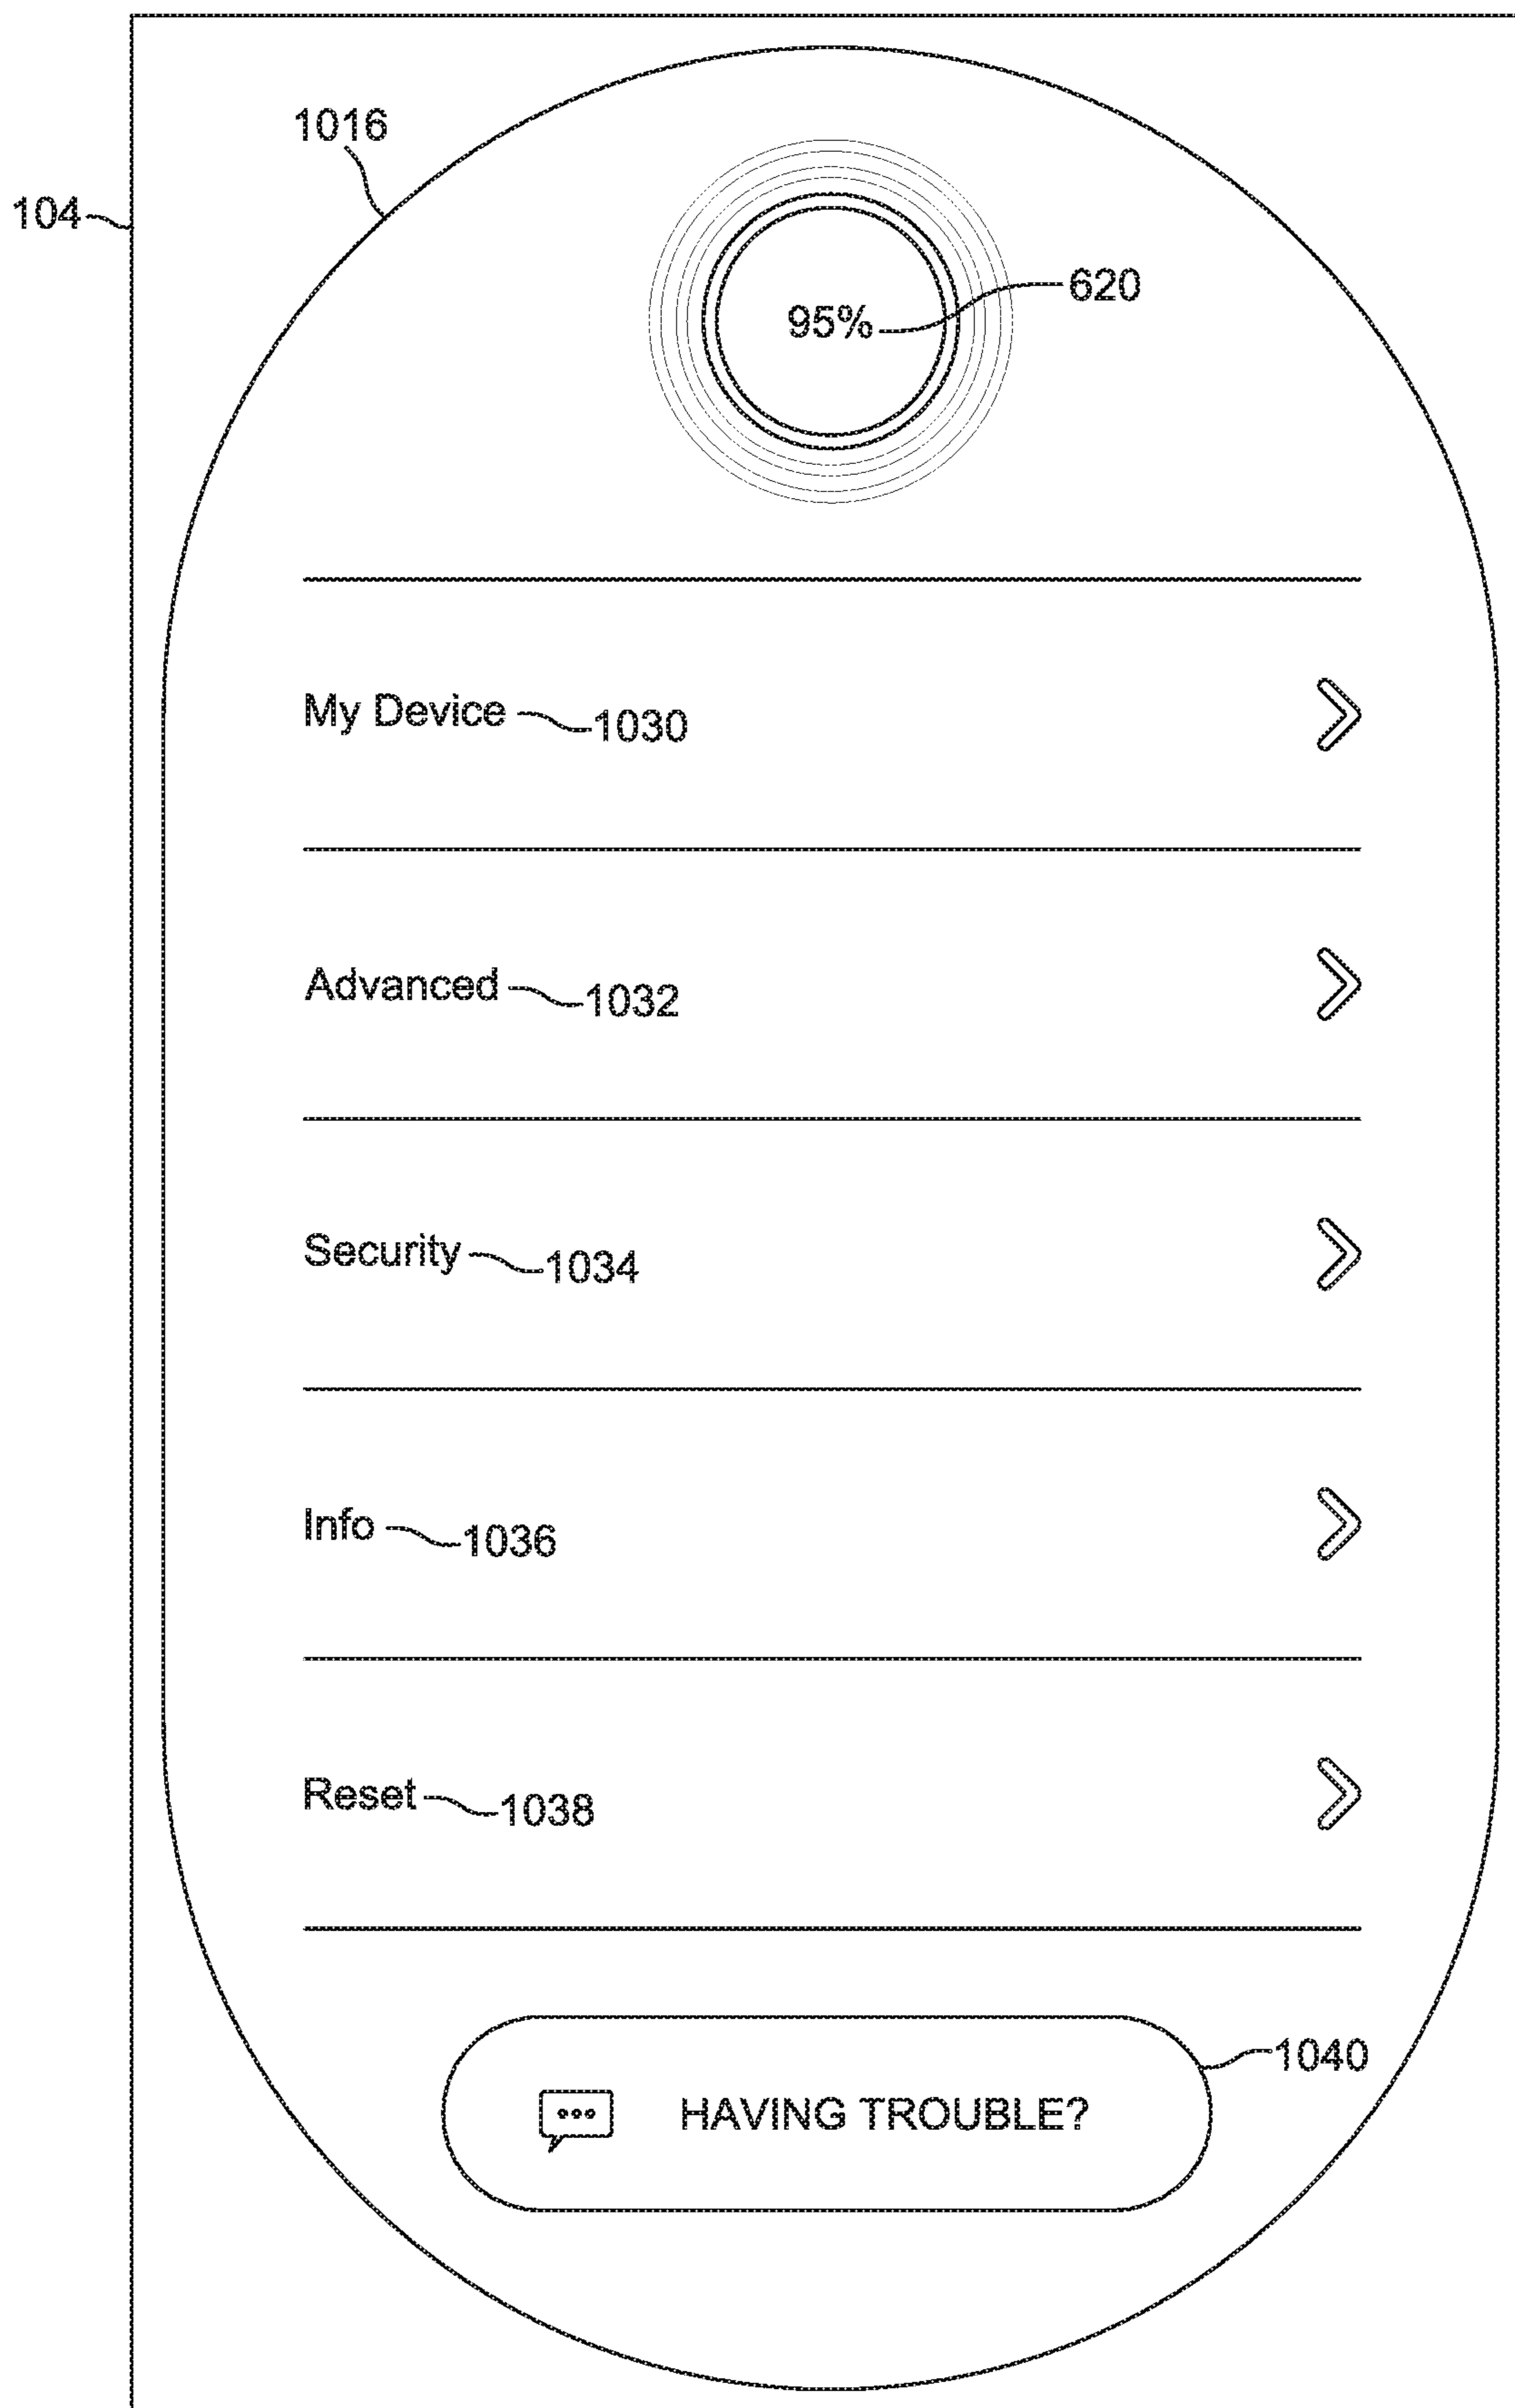 1016
104
620
95%
My Device 1030
Advanced 1032
Security 1034
Info 1036
Reset 1038
1040
HAVING TROUBLE?